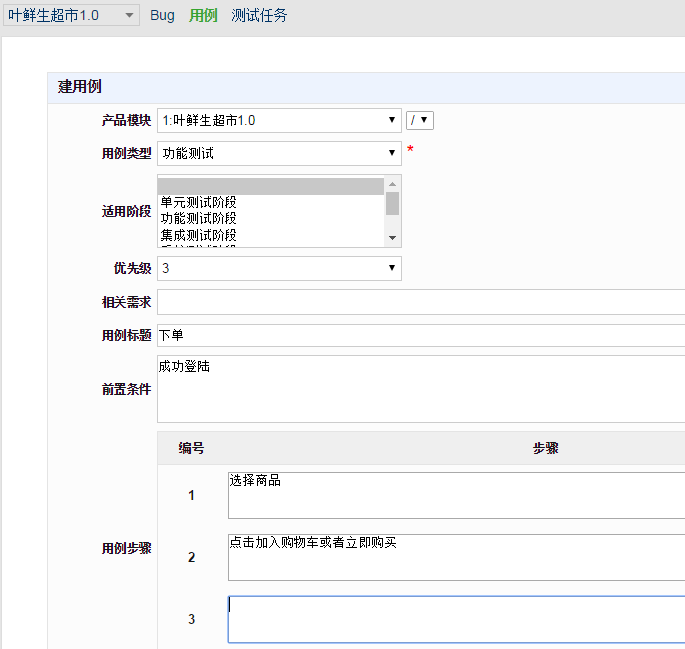 叶鲜生超市1.0 Bug 用例 测试任务
建用例
产品模块 1:叶鲜生超市1.0 /
用例类型 功能测试 *
适用阶段
单元测试阶段
功能测试阶段
集成测试阶段
优先级 3
相关需求
用例标题 下单
前置条件 成功登陆
编号 步骤
用例步骤
1 选择商品
2 点击加入购物车或者立即购买
3